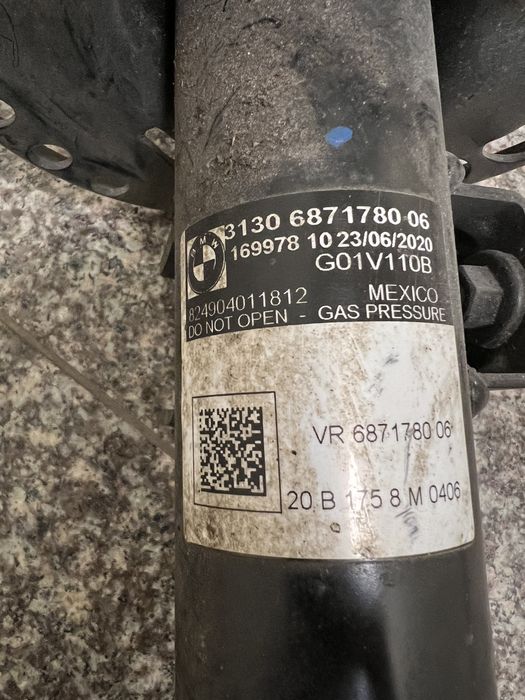 BMW
3130 6871780 06
169978 10 23/06/2020
G01V110B
824904011812 MEXICO
DO NOT OPEN - GAS PRESSURE
VR 6871780 06
20 B 175 8 M 0406